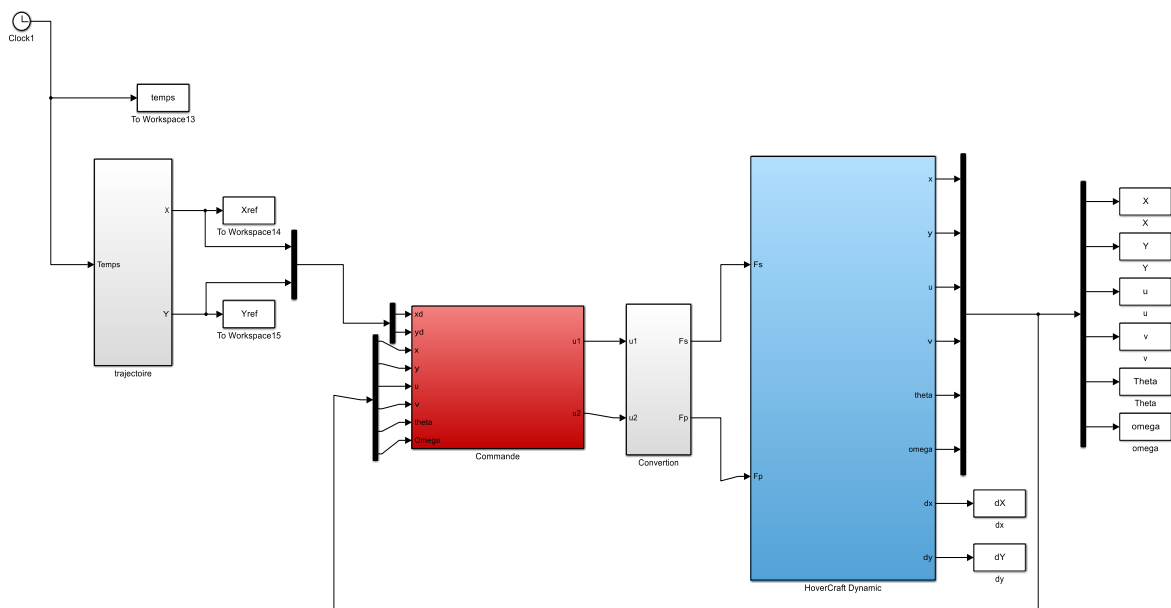 Clock1
temps
To Workspace13
Temps
X
Y
trajectoire
Xref
To Workspace14
Yref
To Workspace15
xd
yd
x
y
u
v
theta
Omega
u1
u2
Commande
u1
u2
Fs
Fp
Convertion
Fs
Fp
x
y
u
v
theta
omega
dx
dy
HoverCraft Dynamic
dX
dx
dY
dy
X
X
Y
Y
u
u
v
v
Theta
Theta
omega
omega